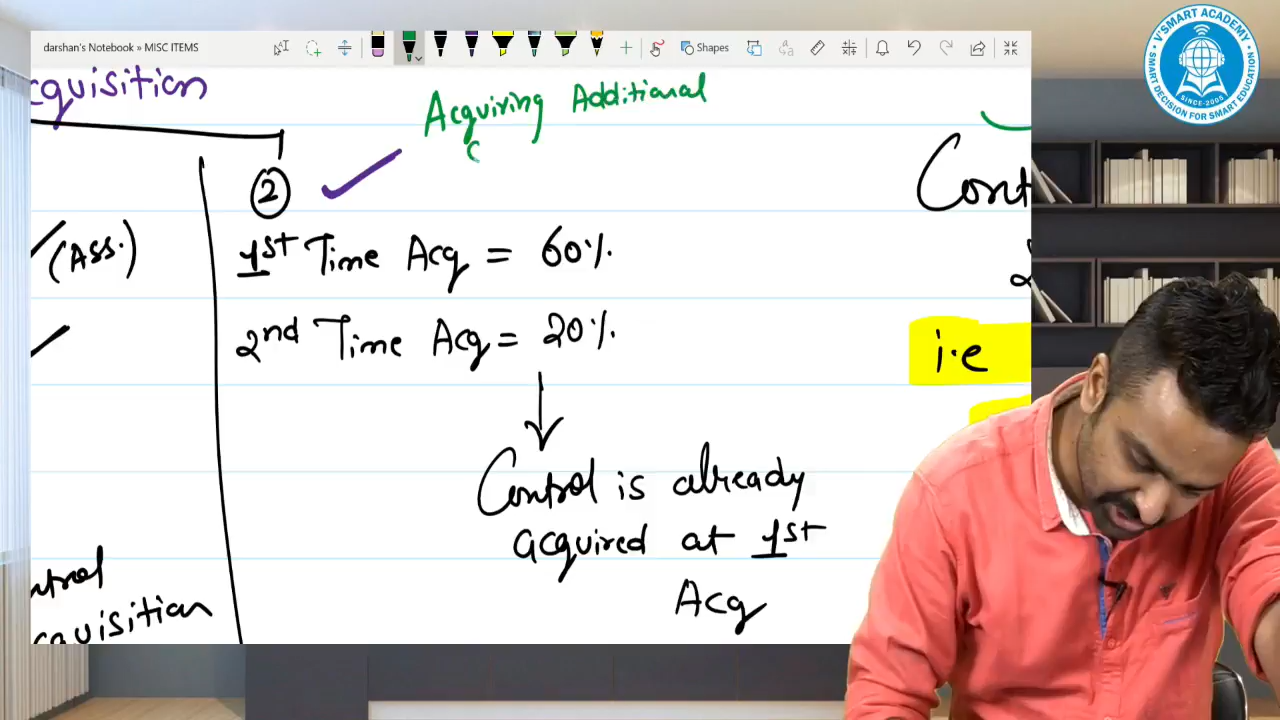 darshan's Notebook » MISC ITEMS
Shapes
V'SMART ACADEMY
SINCE-2005
SMART DECISION FOR SMART EDUCATION
cquisition
Acquiring Additional
C
2
(Ass.)
1st Time Acq = 60%.
2nd Time Acq = 20%.
Control is already
acquired at 1st
Acq
ntrol
cquisition
Cont
i.e